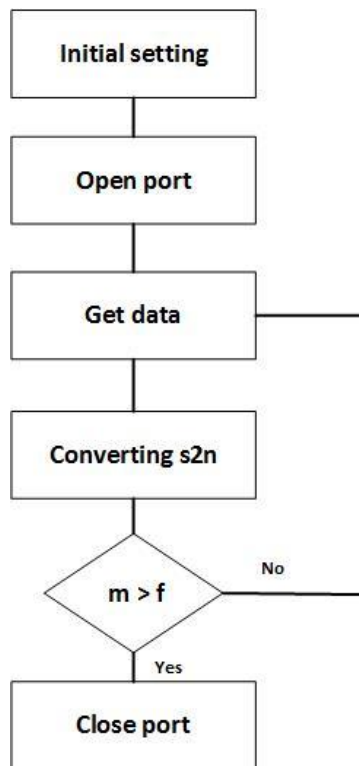 Initial setting
Open port
Get data
Converting s2n
m > f
No
Yes
Close port